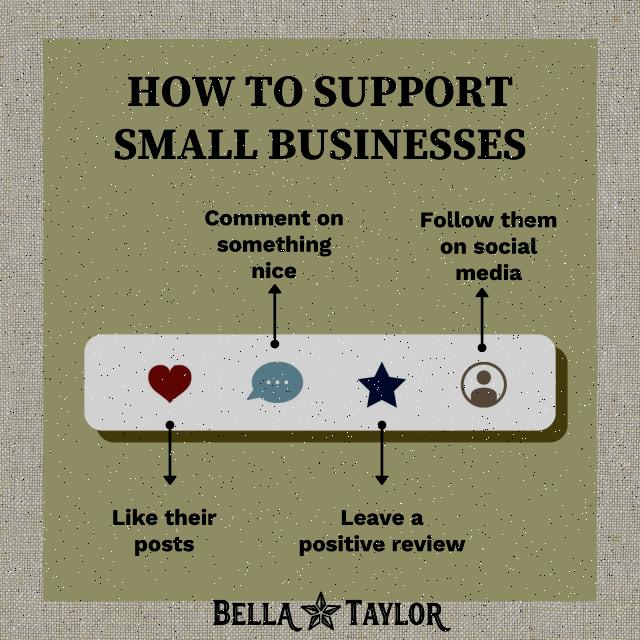 HOW TO SUPPORT
SMALL BUSINESSES
Comment on
something
nice
Follow them
on social
media
Like their
posts
Leave a
positive review
BELLA TAYLOR